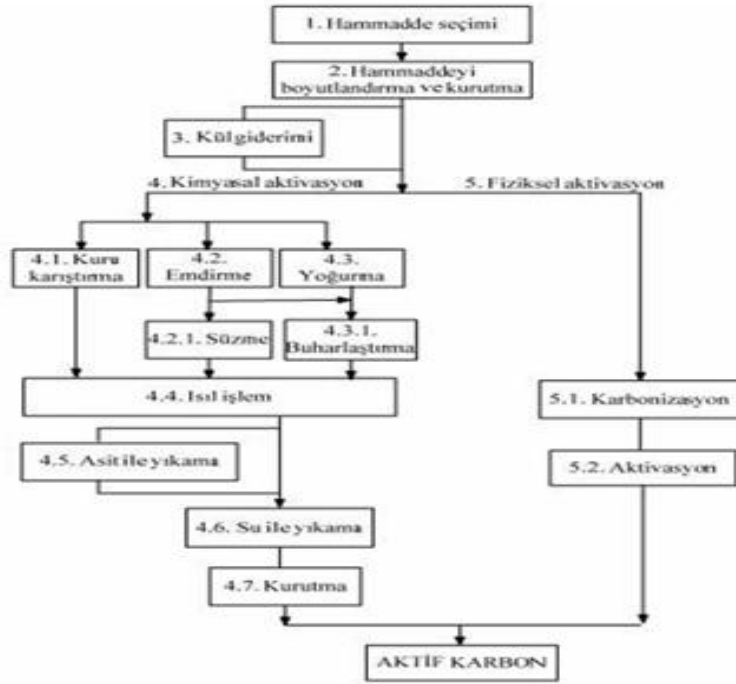 1. Hammadde seçimi
2. Hammaddeyi
boyutlandırma ve kurutma
3. Külgiderimi
4. Kimyasal aktivasyon
5. Fiziksel aktivasyon
4.1. Kuru
karıştırma
4.2.
Emdirme
4.3.
Yoğurma
4.2.1. Süzme
4.3.1.
Buharlaştırma
4.4. Isıl işlem
5.1. Karbonizasyon
4.5. Asit ile yıkama
5.2. Aktivasyon
4.6. Su ile yıkama
4.7. Kurutma
AKTİF KARBON